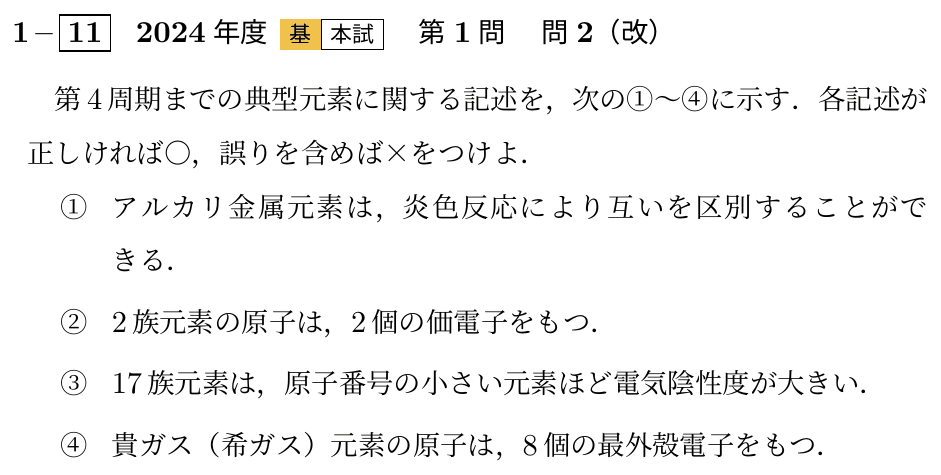 1－11 2024年度 基 本試 第1問 問2（改）
第4周期までの典型元素に関する記述を，次の①～④に示す．各記述が
正しければ○，誤りを含めば×をつけよ．
① アルカリ金属元素は，炎色反応により互いを区別することがで
きる．
② 2族元素の原子は，2個の価電子をもつ．
③ 17族元素は，原子番号の小さい元素ほど電気陰性度が大きい．
④ 貴ガス（希ガス）元素の原子は，8個の最外殻電子をもつ．